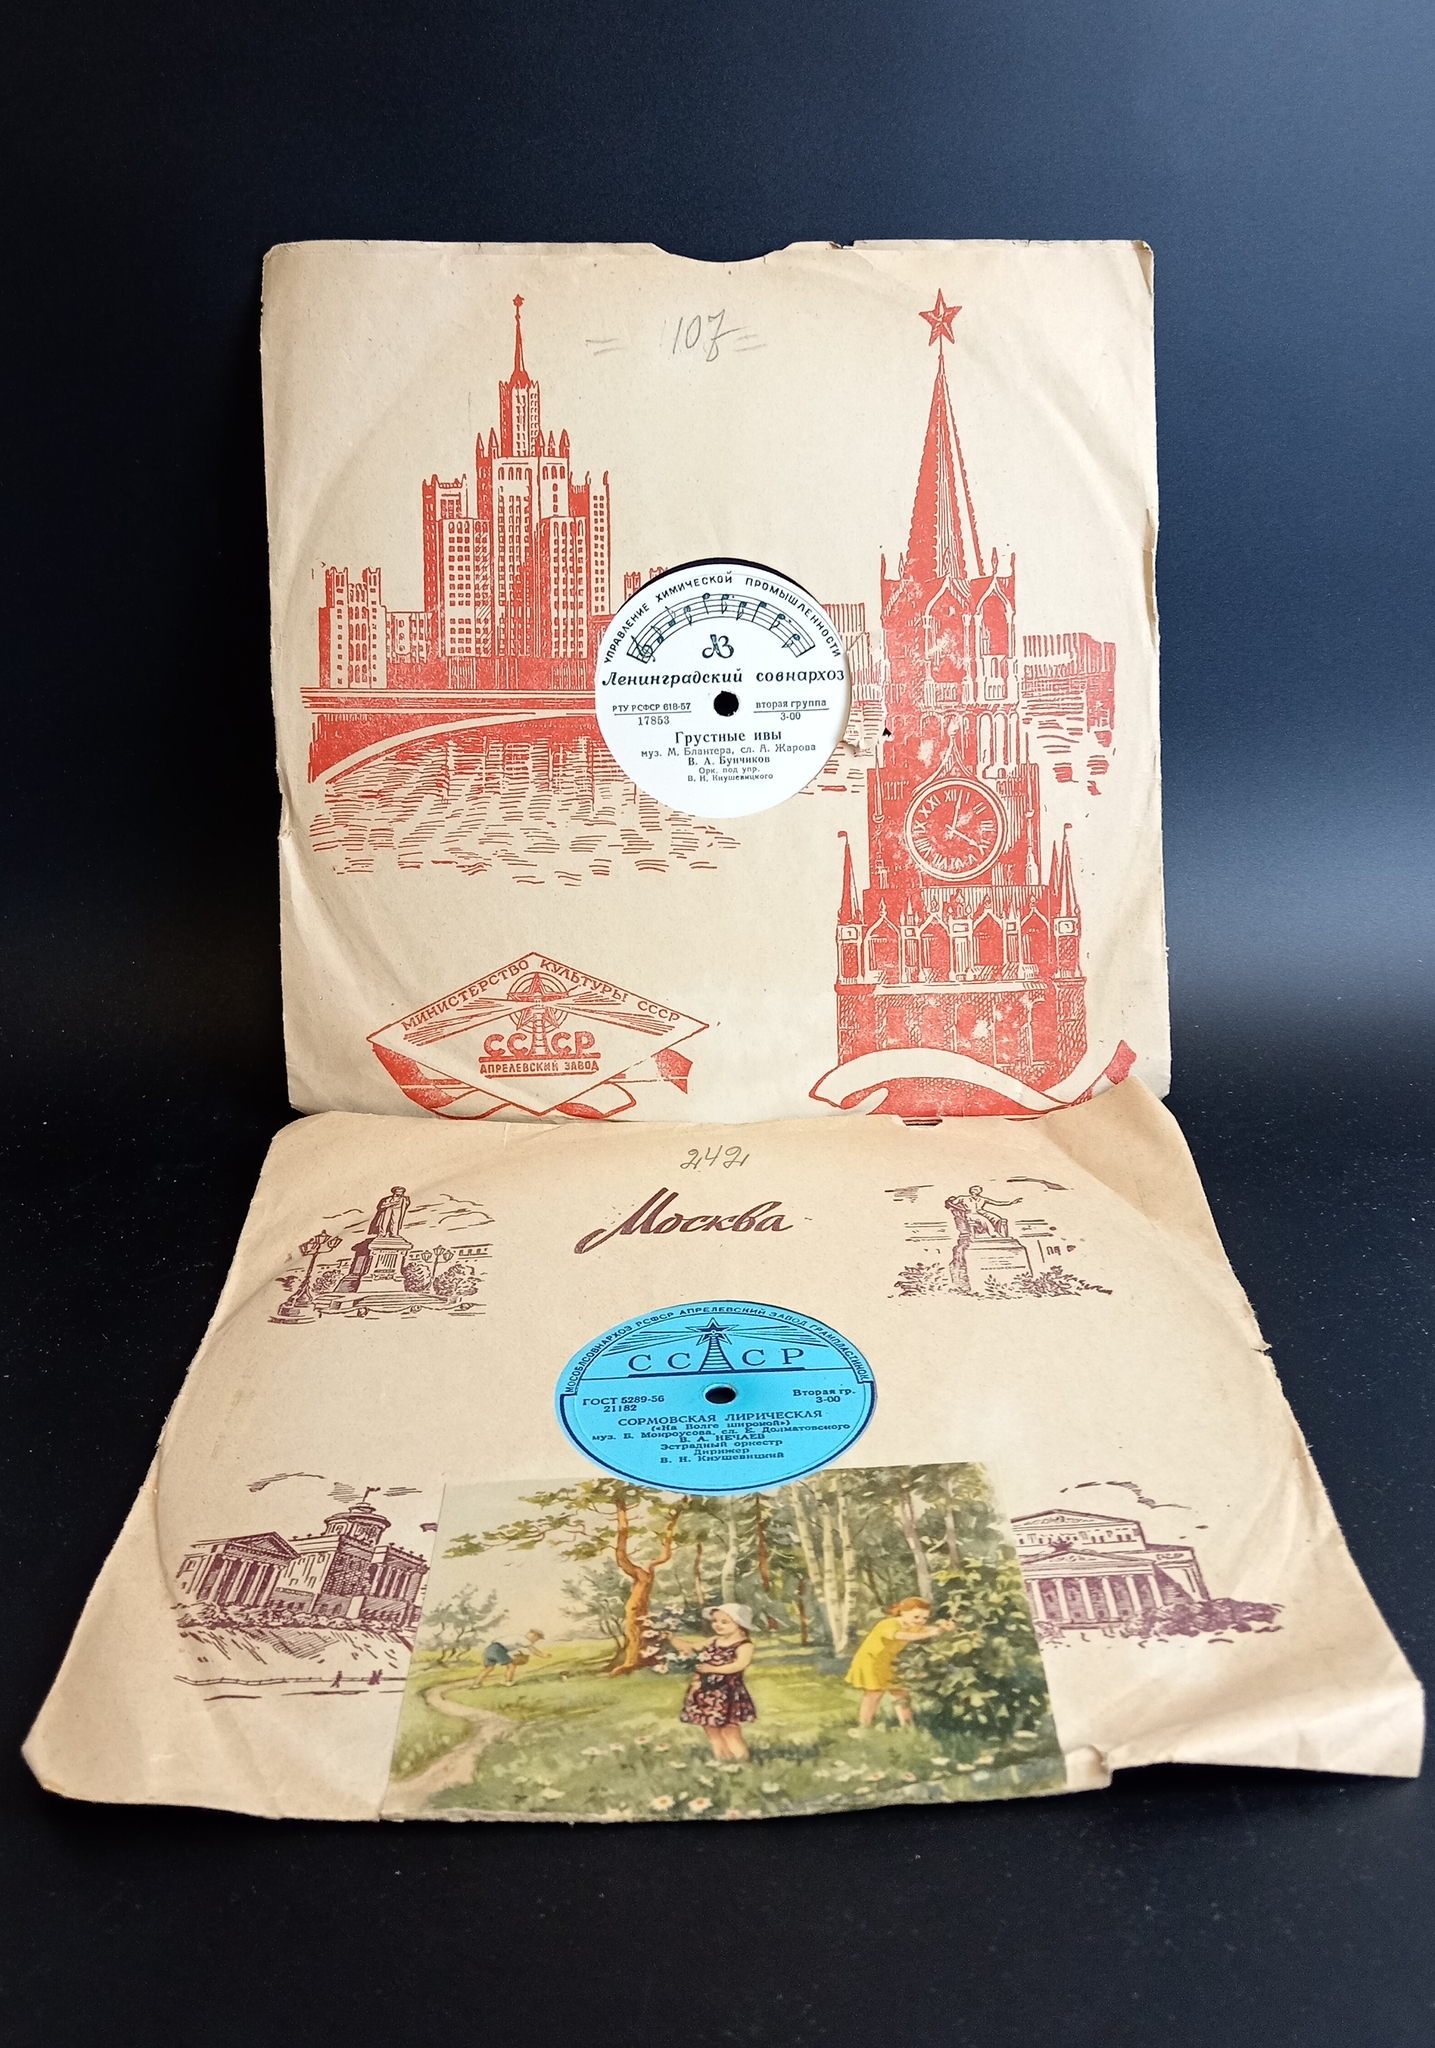 107
УПРАВЛЕНИЕ ХИМИЧЕСКОЙ ПРОМЫШЛЕННОСТИ
ЛЗ
Ленинградский совнархоз
РТУ РСФСР 618-57
17853
вторая группа
3-00
Грустные ивы
муз. М. Блантера, сл. А. Жарова
В. А. Бунчиков
Орк. под упр.
В. Н. Кнушевицкого
МИНИСТЕРСТВО КУЛЬТУРЫ СССР
СССР
АПРЕЛЕВСКИЙ ЗАВОД
242
Москва
МОСОБЛСОВНАРХОЗ РСФСР АПРЕЛЕВСКИЙ ЗАВОД ГРАМПЛАСТИНОК
СССР
ГОСТ 5289-56
21182
Вторая гр.
3-00
СОРМОВСКАЯ ЛИРИЧЕСКАЯ
(«На Волге широкой»)
муз. Б. Мокроусова, сл. Е. Долматовского
В. А. НЕЧАЕВ
Эстрадный оркестр
Дирижер
В. Н. Кнушевицкий